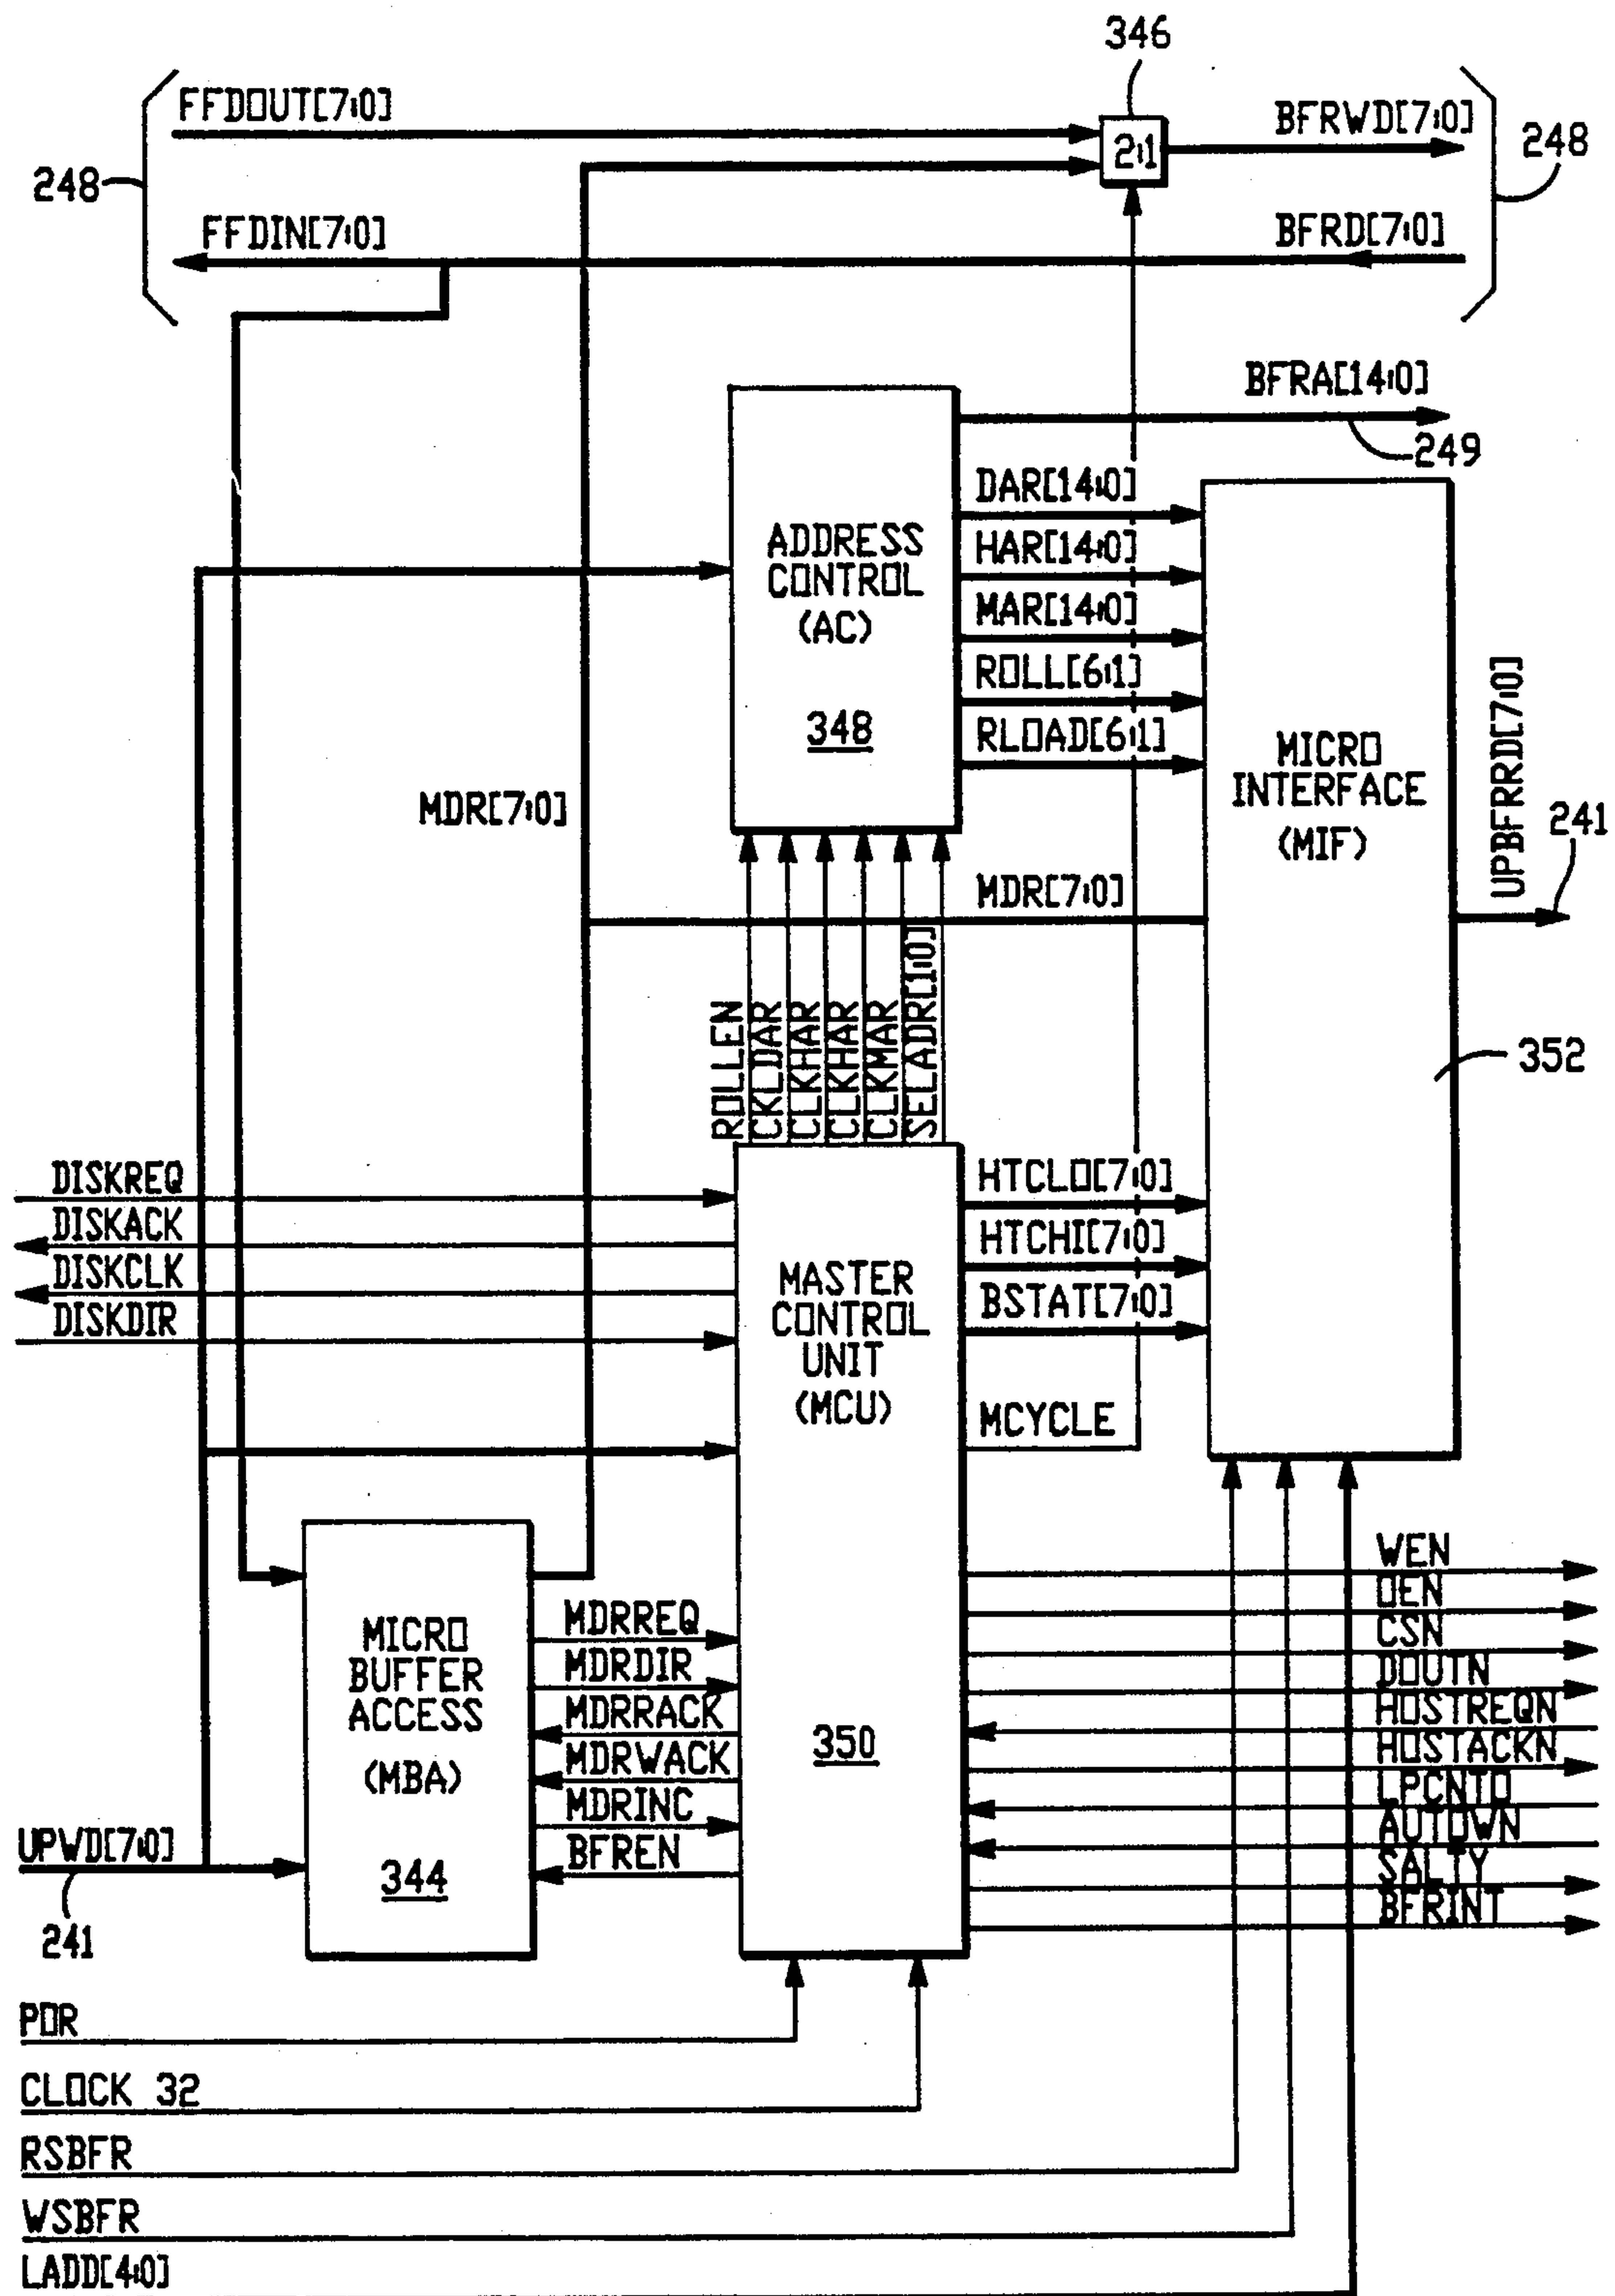 346
FFDOUT[7:0]
BFRWD[7:0]
2:1
248
248
FFDIN[7:0]
BFRD[7:0]
BFRA[14:0]
249
DAR[14:0]
ADDRESS
CONTROL
(AC)
348
HAR[14:0]
MAR[14:0]
ROLL[6:1]
RLOAD[6:1]
MICRO
INTERFACE
(MIF)
UPBFRRD[7:0]
241
MDR[7:0]
MDR[7:0]
ROLLEN
CKLDAR
CLKHAR
CLKHAR
CLKMAR
SELADR[1:0]
352
DISKREQ
DISKACK
DISKCLK
DISKDIR
HTCLO[7:0]
HTCHI[7:0]
BSTAT[7:0]
MASTER
CONTROL
UNIT
(MCU)
350
MCYCLE
WEN
OEN
CSN
DOUTN
HOSTREQN
HOSTACKN
LPCNTO
AUTOWN
SALTY
BFRINT
MICRO
BUFFER
ACCESS
(MBA)
344
MDRREQ
MDRDIR
MDRRACK
MDRWACK
MDRINC
BFREN
UPWD[7:0]
241
POR
CLOCK 32
RSBFR
WSBFR
LADD[4:0]